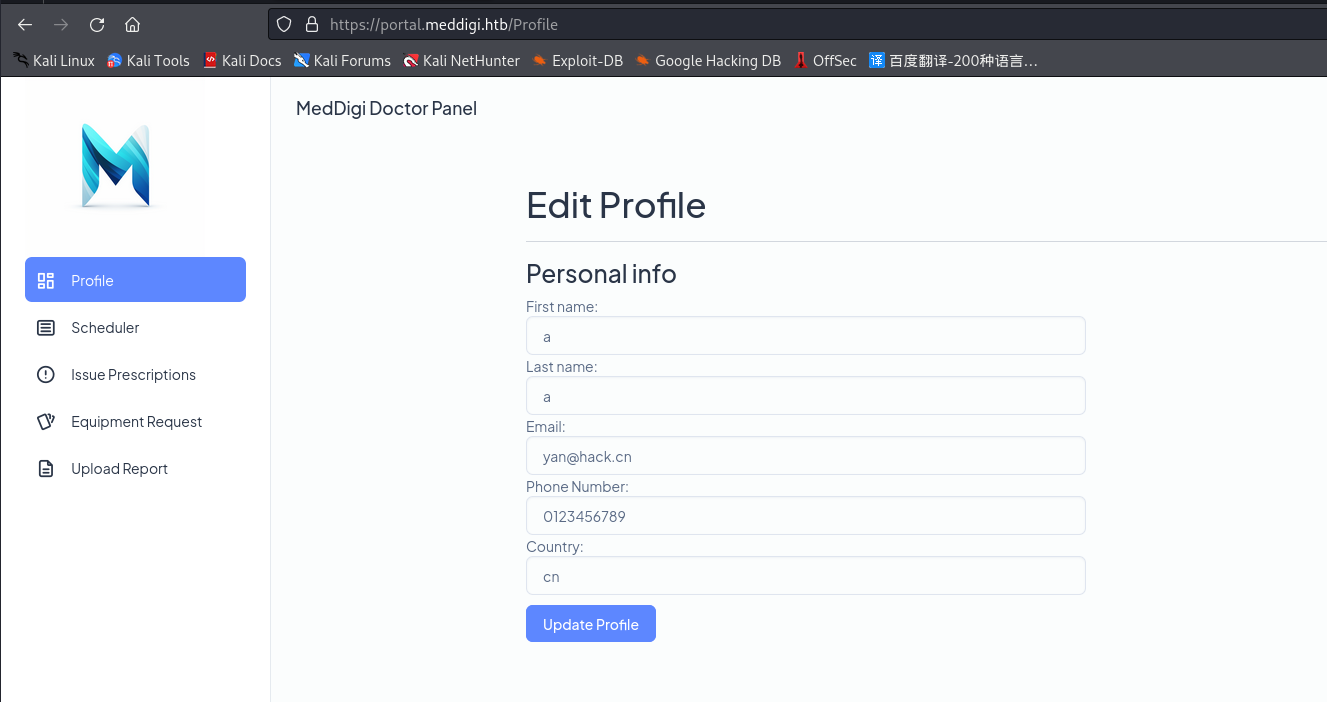 https://portal.meddigi.htb/Profile
Kali Linux Kali Tools Kali Docs Kali Forums Kali NetHunter Exploit-DB Google Hacking DB OffSec 译 百度翻译-200种语言...
MedDigi Doctor Panel
Profile
Scheduler
Issue Prescriptions
Equipment Request
Upload Report
Edit Profile
Personal info
First name:
a
Last name:
a
Email:
yan@hack.cn
Phone Number:
0123456789
Country:
cn
Update Profile